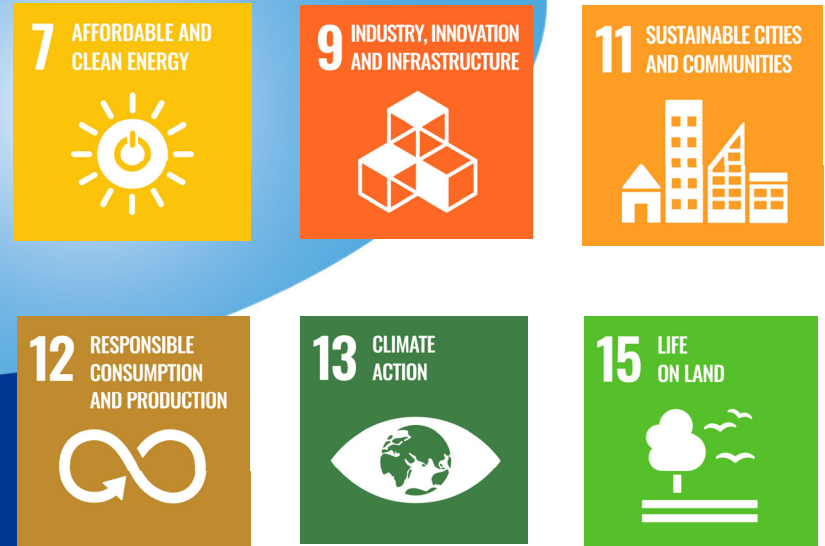 7 AFFORDABLE AND
CLEAN ENERGY
9 INDUSTRY, INNOVATION
AND INFRASTRUCTURE
11 SUSTAINABLE CITIES
AND COMMUNITIES
12 RESPONSIBLE
CONSUMPTION
AND PRODUCTION
13 CLIMATE
ACTION
15 LIFE
ON LAND